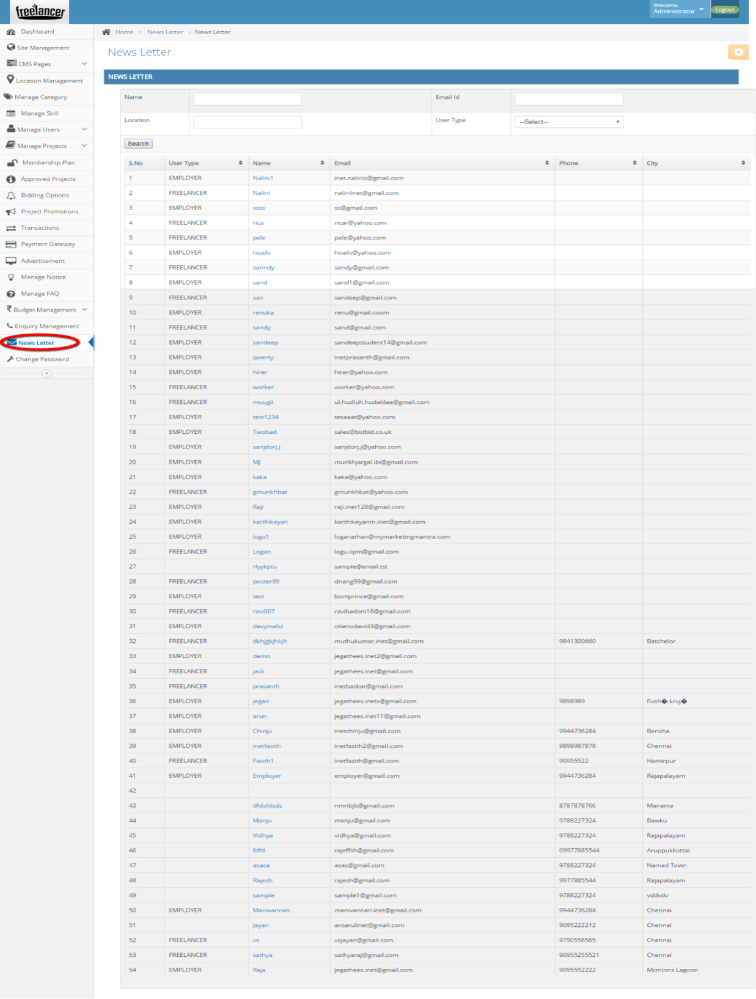 freelancer
Welcome,
Administrator
Logout
Dashboard
Site Management
CMS Pages
Location Management
Manage Category
Manage Skill
Manage Users
Manage Projects
Membership Plan
Approved Projects
Bidding Options
Project Promotions
Transactions
Payment Gateway
Advertisement
Manage Notice
Manage FAQ
Budget Management
Enquiry Management
News Letter
Change Password
Home > News Letter > News Letter
News Letter
NEWS LETTER
Name Email Id
Location User Type --Select--
Search
S.No User Type Name Email Phone City
1 EMPLOYER Nalini1 inet.nalinis@gmail.com
2 FREELANCER Nalini naliniinet@gmail.com
3 EMPLOYER ssss ss@gmail.com
4 FREELANCER rica ricar@yahoo.com
5 FREELANCER pele pele@yahoo.com
6 EMPLOYER hoailv hoailv@yahoo.com
7 FREELANCER sanndy sandy@gmail.com
8 EMPLOYER sand sand1@gmail.com
9 FREELANCER san sandeep@gmail.com
10 EMPLOYER renuka renu@gmail.coom
11 FREELANCER sandy sand@gmail.com
12 EMPLOYER sandeep sandeepstudent14@gmail.com
13 EMPLOYER qwerty inetprasanth@gmail.com
14 EMPLOYER hirer hirer@yahoo.com
15 FREELANCER worker worker@yahoo.com
16 FREELANCER muugii ul.hudluh.hudaldaa@gmail.com
17 EMPLOYER test1234 tesaaat@yahoo.com
18 EMPLOYER Twobad sales@bidbid.co.uk
19 EMPLOYER sanjdorj.j sanjdorj.j@yahoo.com
20 EMPLOYER MJ munkhjargal.ibi@gmail.com
21 EMPLOYER kaka kaka@yahoo.com
22 FREELANCER gmunkhbat gmunkhbat@yahoo.com
23 EMPLOYER Raji raji.inet128@gmail.com
24 EMPLOYER karthikeyan karthikeyanm.inet@gmail.com
25 EMPLOYER logu1 loganathan@mymarketingmantra.com
26 FREELANCER Logan logu.iipm@gmail.com
27 rlyykptu sample@email.tst
28 FREELANCER poster99 dnang99@gmail.com
29 EMPLOYER test bomprince@gmail.com
30 FREELANCER ravi007 ravibadoni16@gmail.com
31 EMPLOYER davymabz otienodavid3@gmail.com
32 FREELANCER dkhjgkjhkjh muthukumar.inet@gmail.com 9841300660 Batchelor
33 EMPLOYER demo jegathees.inet2@gmail.com
34 FREELANCER jack jegathees.inet@gmail.com
35 FREELANCER prasanth inetbaskar@gmail.com
36 EMPLOYER jegan jegathees.inetx@gmail.com 9898989 Fush�-kruj�
37 EMPLOYER arun jegathees.inet11@gmail.com
38 EMPLOYER Chinju inetchinju@gmail.com 9944736284 Berisha
39 EMPLOYER inetfasith inetfasith2@gmail.com 9898987878 Chennai
40 FREELANCER Fasith1 inetfasith@gmail.com 90955522 Hamirpur
41 EMPLOYER Employer employer@gmail.com 9944736284 Rajapalayam
42
43 dfdsfdsds nmnbjb@gmail.com 8787878766 Manama
44 Manju manju@gmail.com 9788227324 Bawku
45 Vidhya vidhya@gmail.com 9788227324 Rajapalayam
46 fdfd rajeffsh@gmail.com 09977885544 Aruppukkottai
47 asasa asas@gmail.com 9788227324 Hamad Town
48 Rajesh rajesh@gmail.com 9977885544 Rajapalayam
49 sample sample1@gmail.com 9788227324 vddvdv
50 EMPLOYER Manivannan manivannan.inet@gmail.com 9944736284 Chennai
51 Jayan aroarulinet@gmail.com 9095222212 Chennai
52 FREELANCER vs vsjayan@gmail.com 9790556565 Chennai
53 FREELANCER sathya sathyaraj@gmail.com 90955255521 Chennai
54 EMPLOYER Raja jegathees.inet@gmail.com 9095552222 Mcminns Lagoon